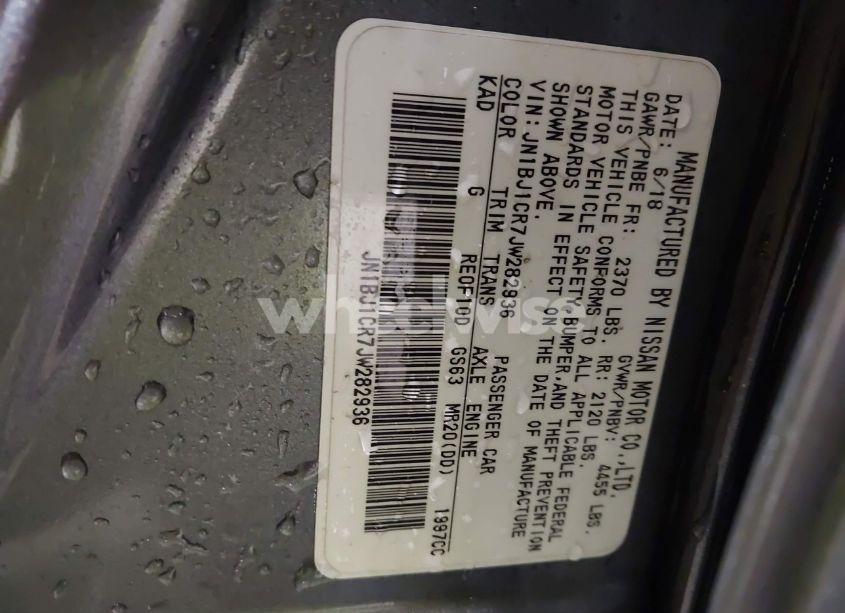 MANUFACTURED BY NISSAN MOTOR CO.,LTD.
DATE: 6/18 GVWR/PNBV: 4455 LBS.
GAWR/PNBE FR: 2370 LBS. RR: 2120 LBS.
THIS VEHICLE CONFORMS TO ALL APPLICABLE FEDERAL
MOTOR VEHICLE SAFETY,BUMPER,AND THEFT PREVENTION
STANDARDS IN EFFECT ON THE DATE OF MANUFACTURE
SHOWN ABOVE.
VIN:JN1BJ1CR7JW282936 PASSENGER CAR
COLOR TRIM TRANS AXLE ENGINE
KAD G RE0F10D GS63 MR20(DD) 1997CC
JN1BJ1CR7JW282936